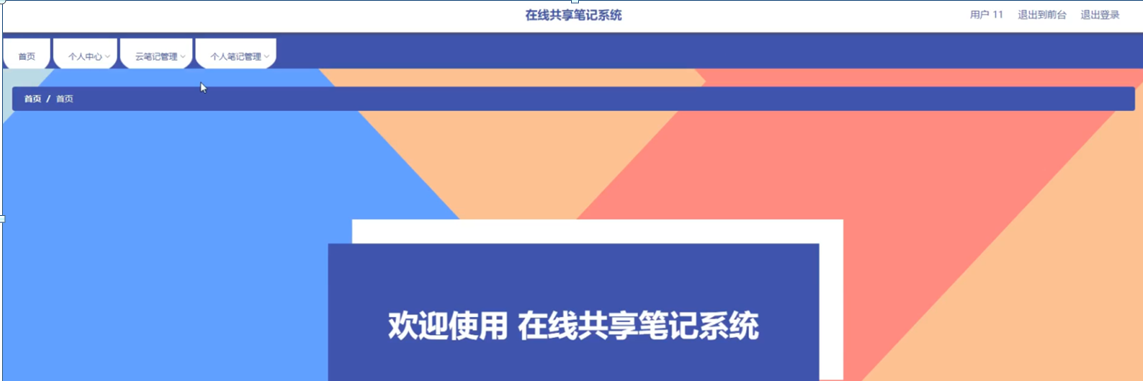 在线共享笔记系统
用户 11 退出到前台 退出登录
首页 个人中心 云笔记管理 个人笔记管理
首页 / 首页
欢迎使用 在线共享笔记系统